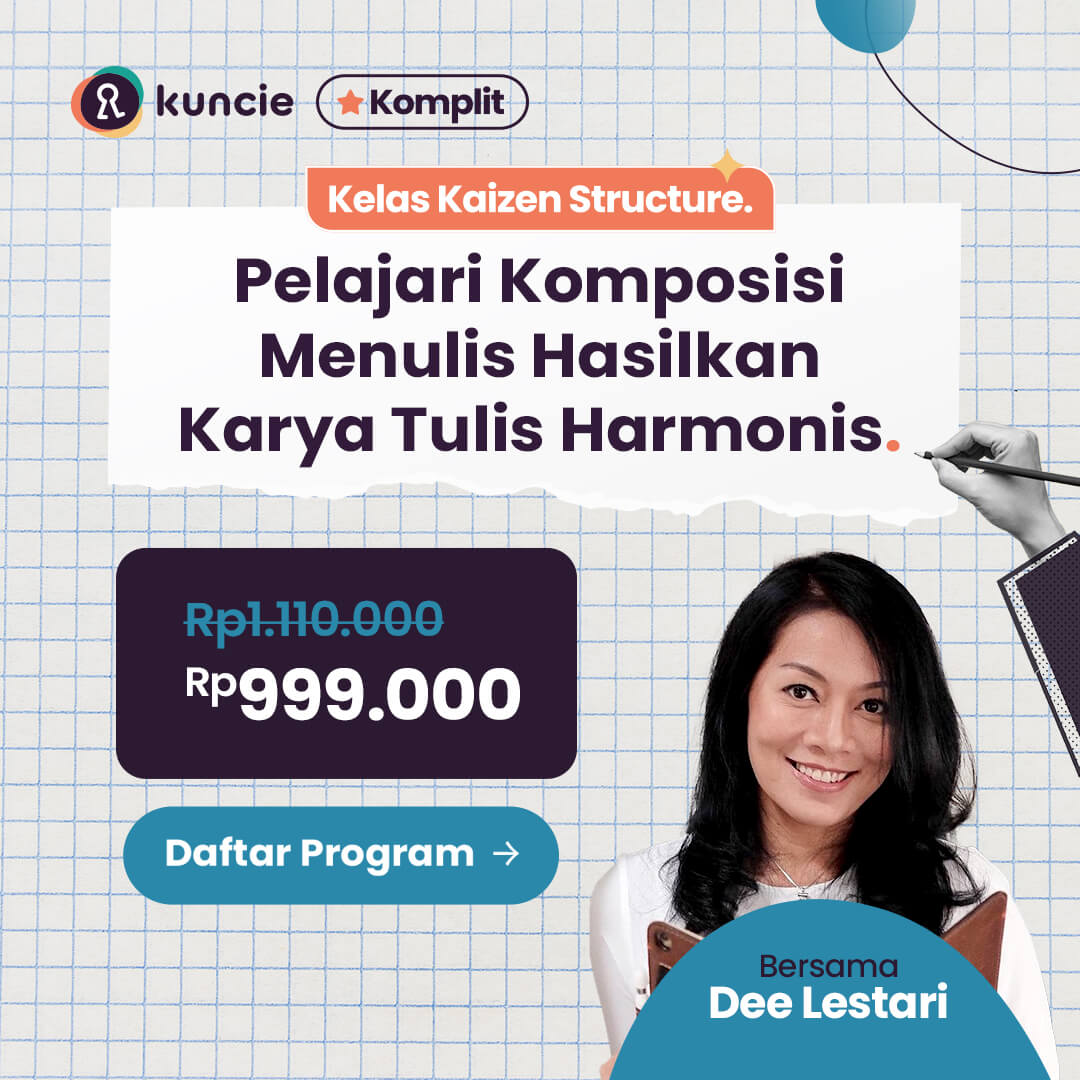 kuncie
Komplit
Kelas Kaizen Structure.
Pelajari Komposisi
Menulis Hasilkan
Karya Tulis Harmonis.
Rp1.110.000
Rp999.000
Daftar Program →
Bersama
Dee Lestari